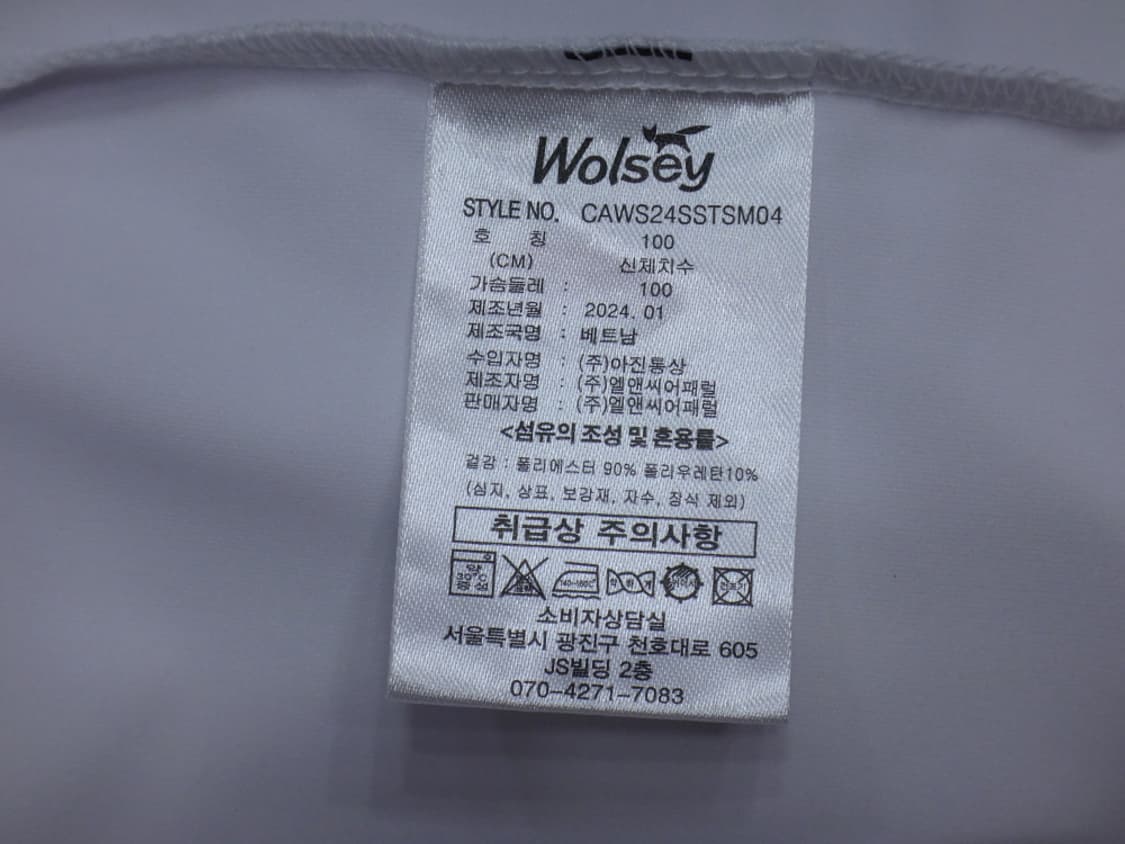 Wolsey
STYLE NO. CAWS24SSTSM04
호 칭 100
(CM) 신체치수
가슴둘레 : 100
제조년월 : 2024. 01
제조국명 : 베트남
수입자명 : (주)아진통상
제조자명 : (주)엘앤씨어패럴
판매자명 : (주)엘앤씨어패럴
<섬유의 조성 및 혼용률>
겉감 : 폴리에스터 90% 폴리우레탄10%
(심지, 상표, 보강재, 자수, 장식 제외)
취급상 주의사항
약 30℃ 중성 140~160℃
소비자상담실
서울특별시 광진구 천호대로 605
JS빌딩 2층
070-4271-7083